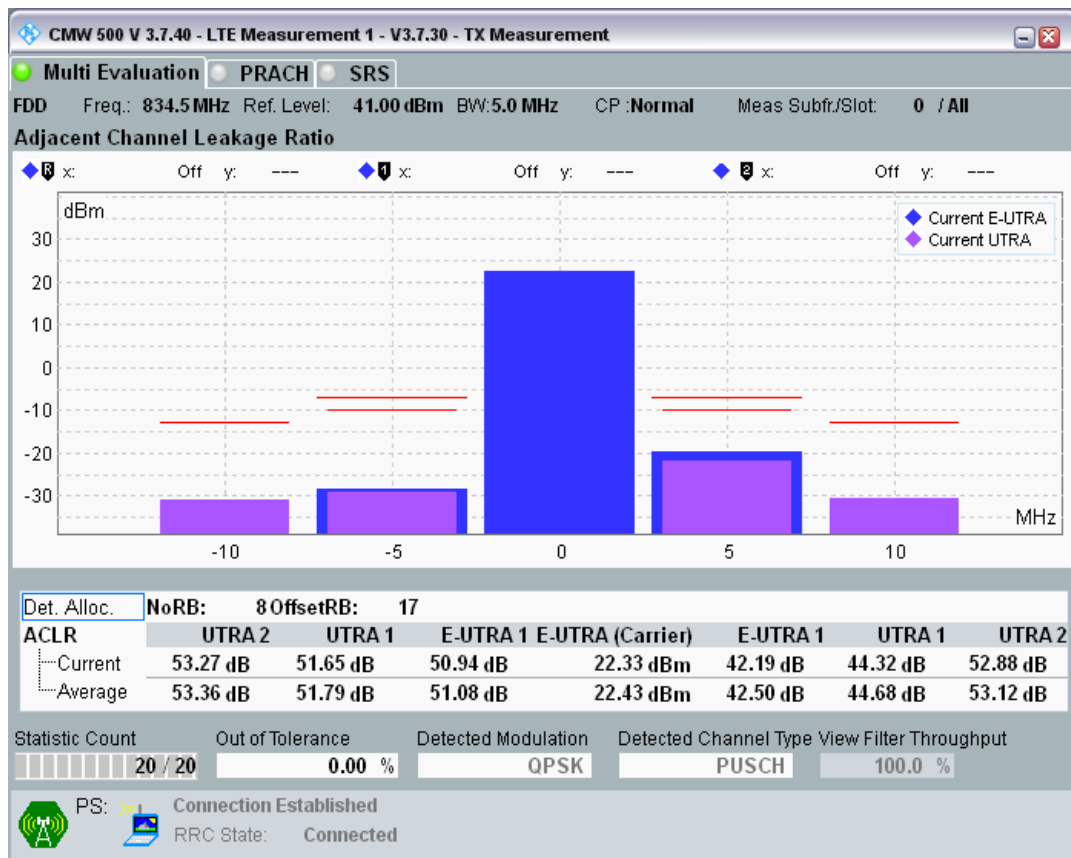 CMW 500 V 3.7.40 - LTE Measurement 1 - V3.7.30 - TX Measurement
Multi Evaluation PRACH SRS
FDD Freq.: 834.5 MHz Ref. Level: 41.00 dBm BW: 5.0 MHz CP : Normal Meas Subfr./Slot: 0 / All
Adjacent Channel Leakage Ratio
R x: Off y: --- 1 x: Off y: --- 2 x: Off y: ---
dBm
Current E-UTRA
Current UTRA
30
20
10
0
-10
-20
-30
MHz
-10 -5 0 5 10
Det. Alloc. NoRB: 8 OffsetRB: 17
ACLR UTRA 2 UTRA 1 E-UTRA 1 E-UTRA (Carrier) E-UTRA 1 UTRA 1 UTRA 2
Current 53.27 dB 51.65 dB 50.94 dB 22.33 dBm 42.19 dB 44.32 dB 52.88 dB
Average 53.36 dB 51.79 dB 51.08 dB 22.43 dBm 42.50 dB 44.68 dB 53.12 dB
Statistic Count Out of Tolerance Detected Modulation Detected Channel Type View Filter Throughput
20 / 20 0.00 % QPSK PUSCH 100.0 %
PS: Connection Established
RRC State: Connected